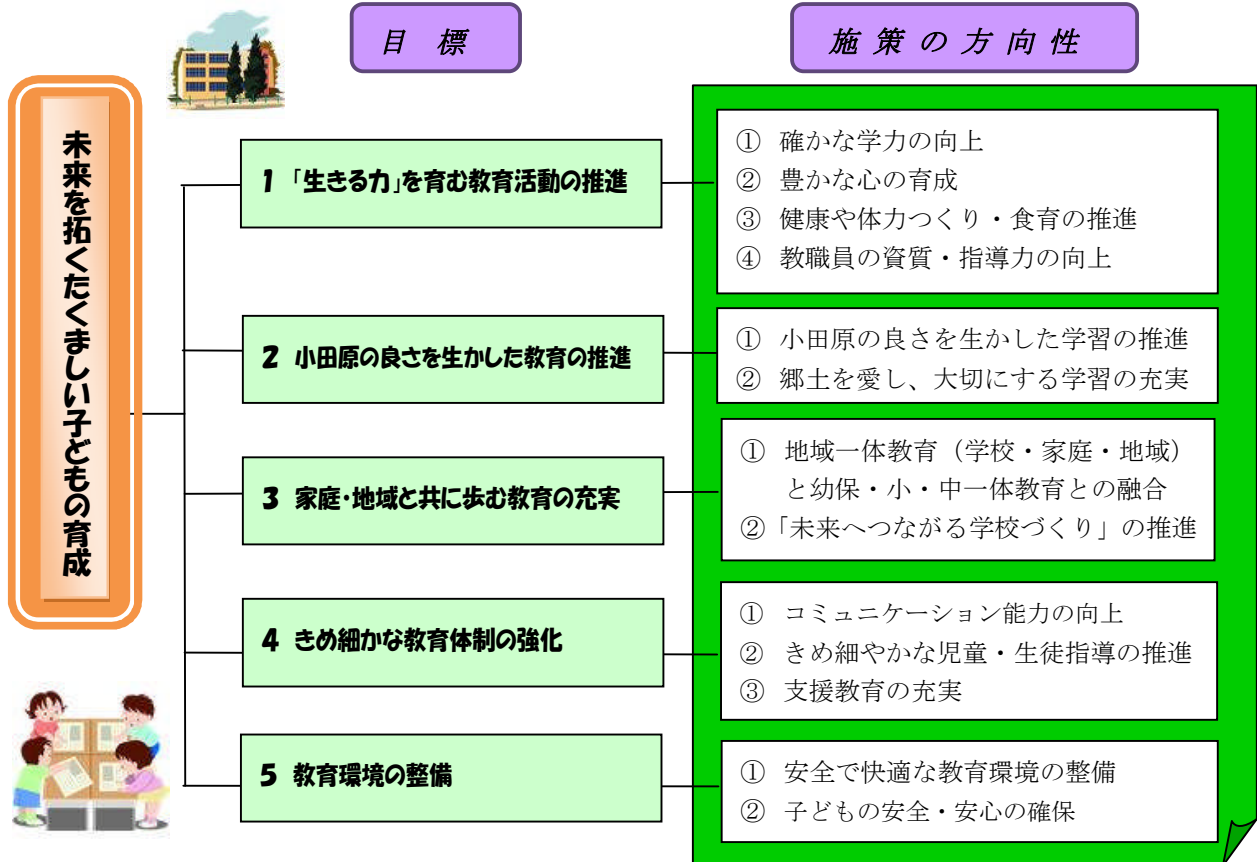 目 標
施策の方向性
未来を拓くたくましい子どもの育成
1 「生きる力」を育む教育活動の推進
① 確かな学力の向上
② 豊かな心の育成
③ 健康や体力つくり・食育の推進
④ 教職員の資質・指導力の向上
2 小田原の良さを生かした教育の推進
① 小田原の良さを生かした学習の推進
② 郷土を愛し、大切にする学習の充実
3 家庭・地域と共に歩む教育の充実
① 地域一体教育（学校・家庭・地域）
と幼保・小・中一体教育との融合
②「未来へつながる学校づくり」の推進
4 きめ細かな教育体制の強化
① コミュニケーション能力の向上
② きめ細やかな児童・生徒指導の推進
③ 支援教育の充実
5 教育環境の整備
① 安全で快適な教育環境の整備
② 子どもの安全・安心の確保